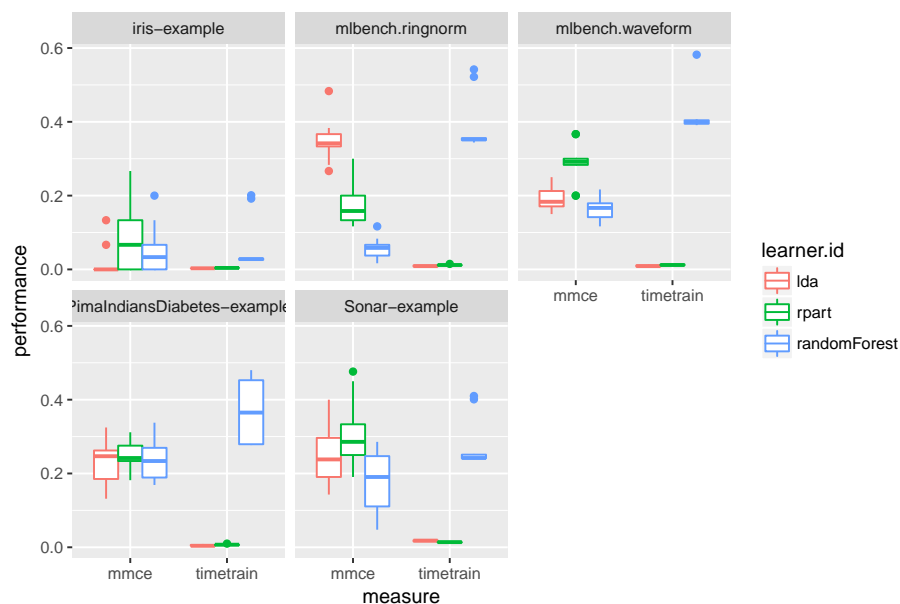 iris−example
mlbench.ringnorm
mlbench.waveform
0.6
0.4
0.2
0.0
mmce
timetrain
PimaIndiansDiabetes−example
Sonar−example
0.6
0.4
0.2
0.0
mmce
timetrain
mmce
timetrain
measure
performance
learner.id
lda
rpart
randomForest